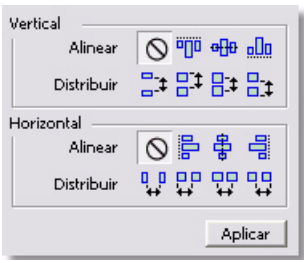 Vertical
Alinear
Distribuir
Horizontal
Alinear
Distribuir
Aplicar